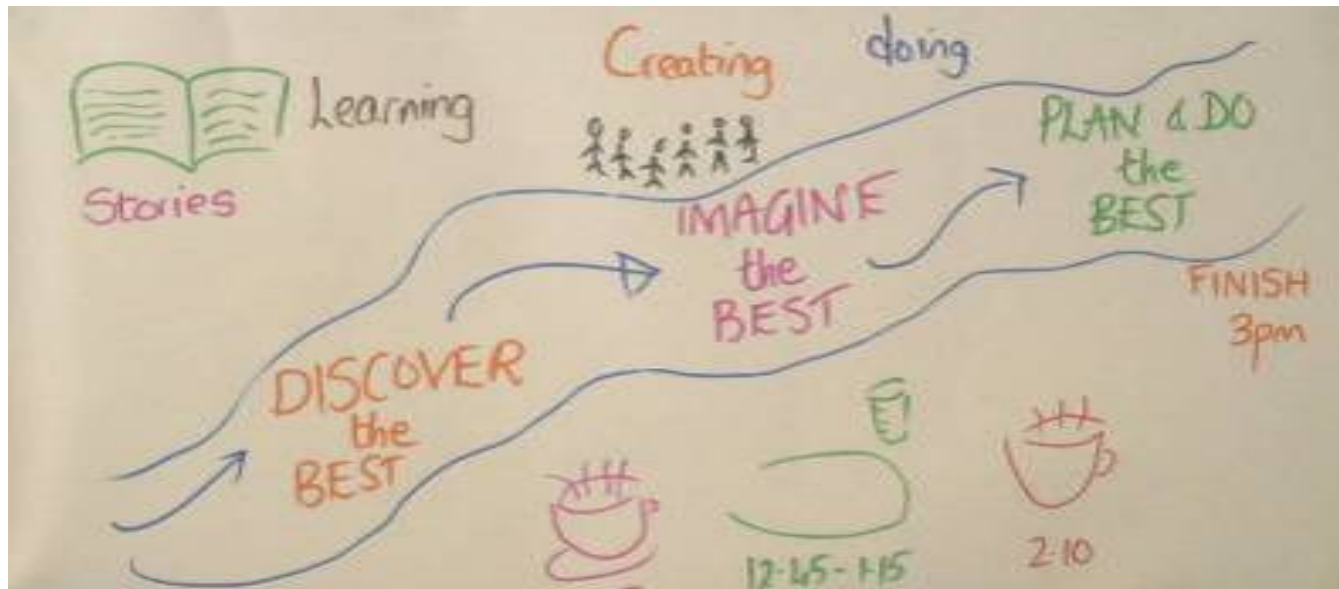 Learning
Creating
doing
Stories
PLAN & DO
the
BEST
IMAGINE
the
BEST
FINISH
3pm
DISCOVER
the
BEST
12-45-1-15
2-10